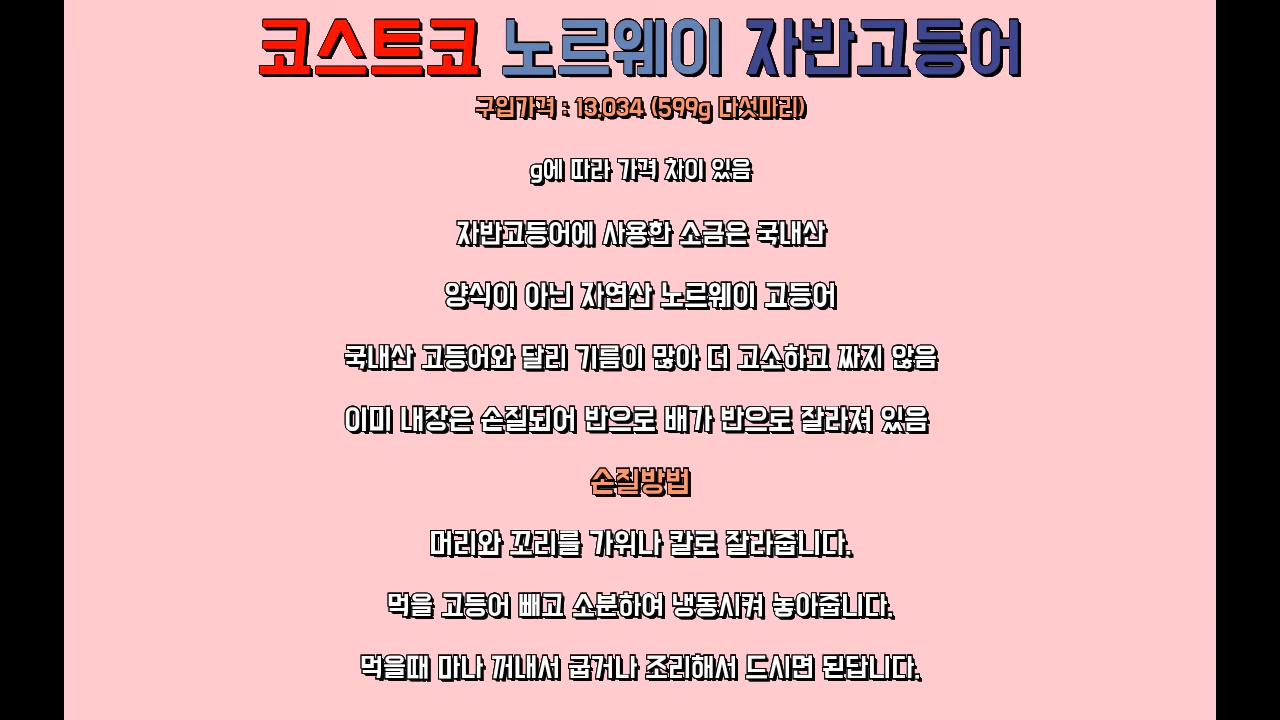 코스트코 노르웨이 자반고등어
구입가격 : 13,034 (599g 다섯마리)
g에 따라 가격 차이 있음
자반고등어에 사용한 소금은 국내산
양식이 아닌 자연산 노르웨이 고등어
국내산 고등어와 달리 기름이 많아 더 고소하고 짜지 않음
이미 내장은 손질되어 반으로 배가 반으로 잘라져 있음
손질방법
머리와 꼬리를 가위나 칼로 잘라줍니다.
먹을 고등어 빼고 소분하여 냉동시켜 놓아줍니다.
먹을때 마나 꺼내서 굽거나 조리해서 드시면 된답니다.